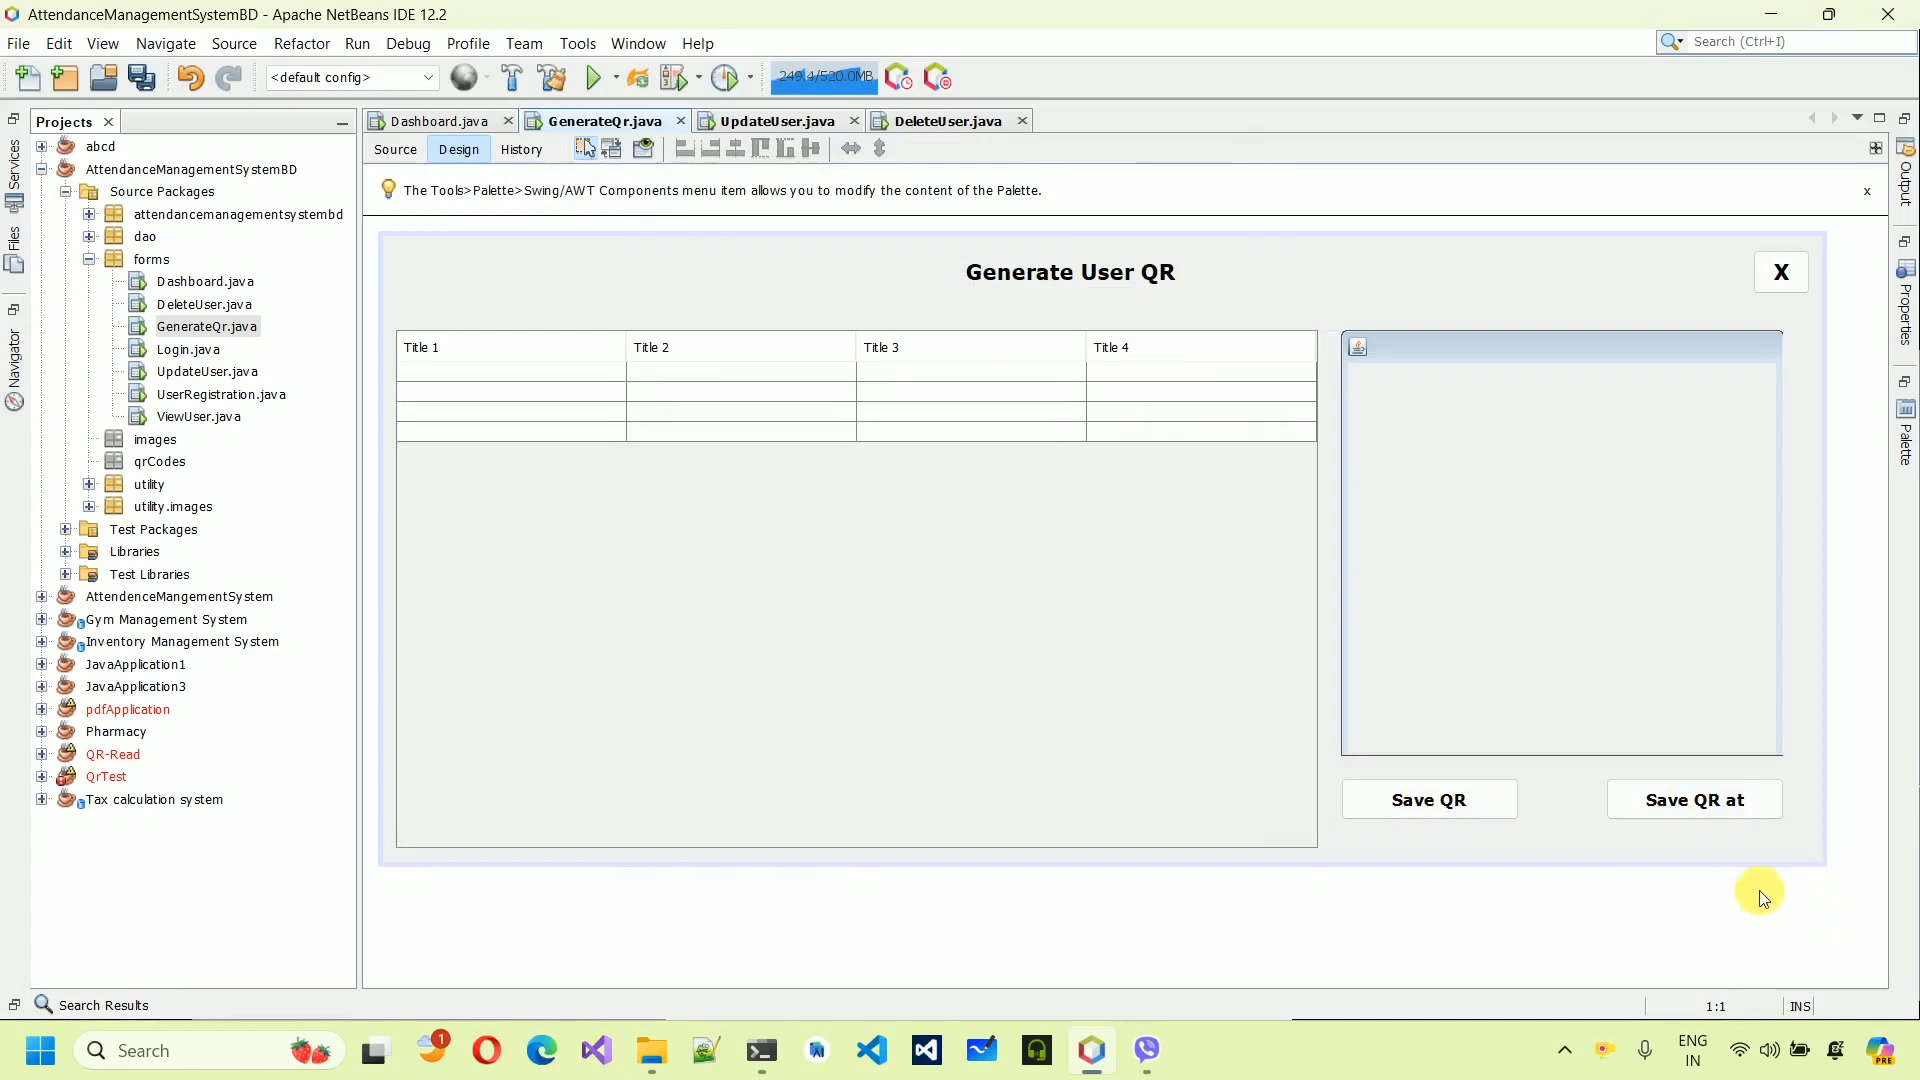 AttendanceManagementSystemBD - Apache NetBeans IDE 12.2
File Edit View Navigate Source Refactor Run Debug Profile Team Tools Window Help
Search (Ctrl+I)
<default config>
249.4/520.0MB
Projects
Dashboard.java
GenerateQr.java
UpdateUser.java
DeleteUser.java
Source Design History
The Tools>Palette>Swing/AWT Components menu item allows you to modify the content of the Palette.
x
Services
Files
Navigator
abcd
AttendanceManagementSystemBD
Source Packages
attendancemanagementsystembd
dao
forms
Dashboard.java
DeleteUser.java
GenerateQr.java
Login.java
UpdateUser.java
UserRegistration.java
ViewUser.java
images
qrCodes
utility
utility.images
Test Packages
Libraries
Test Libraries
AttendenceMangementSystem
Gym Management System
Inventory Management System
JavaApplication1
JavaApplication3
pdfApplication
Pharmacy
QR-Read
QrTest
Tax calculation system
Generate User QR
X
Title 1 Title 2 Title 3 Title 4
Save QR
Save QR at
Output
Properties
Palette
Search Results
1:1
INS
Search
1
ENG
IN
PRE